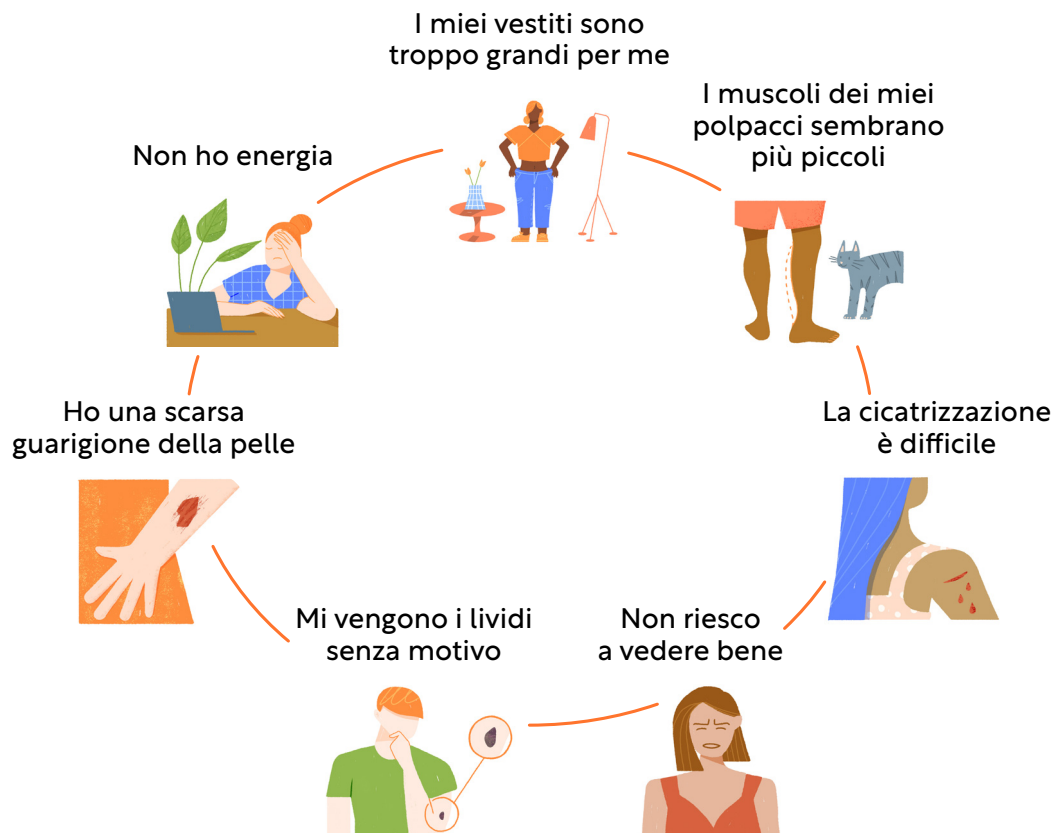 I miei vestiti sono
troppo grandi per me
I muscoli dei miei
polpacci sembrano
più piccoli
Non ho energia
Ho una scarsa
guarigione della pelle
La cicatrizzazione
è difficile
Mi vengono i lividi
senza motivo
Non riesco
a vedere bene